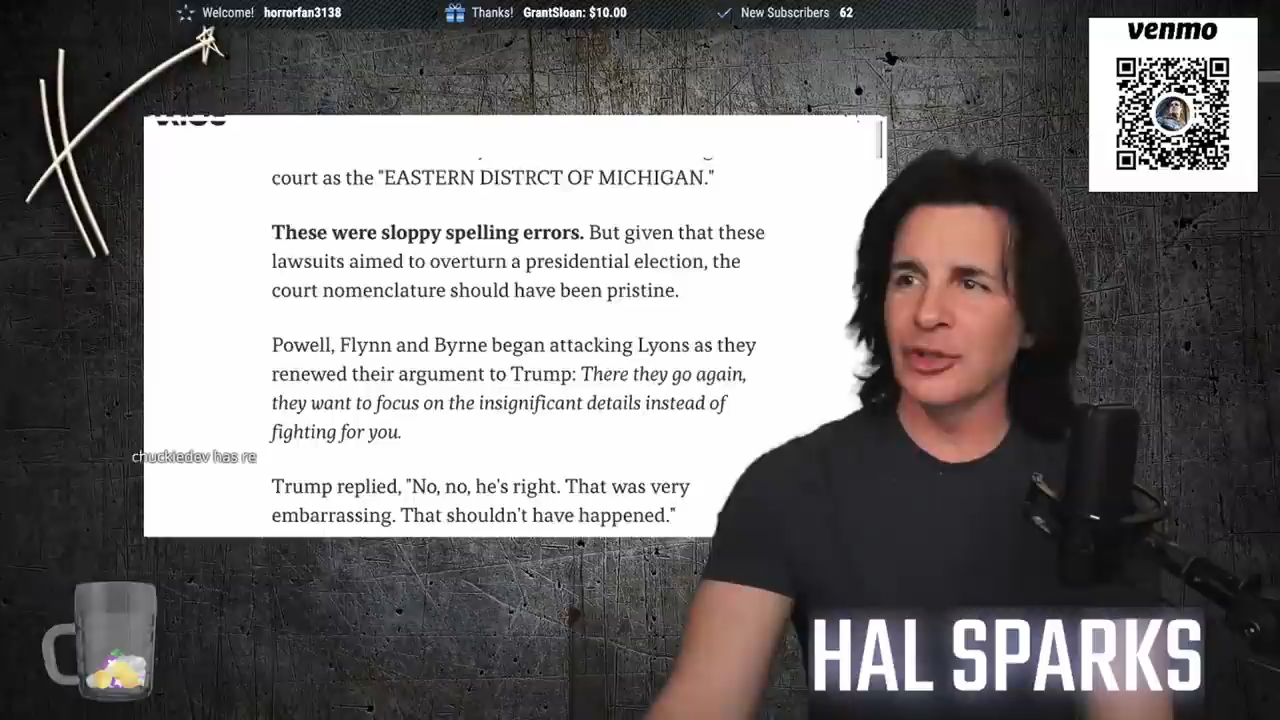 Welcome! horrorfan3138
Thanks! GrantSloan: $10.00
New Subscribers 62
venmo
court as the "EASTERN DISTRCT OF MICHIGAN."
These were sloppy spelling errors. But given that these
lawsuits aimed to overturn a presidential election, the
court nomenclature should have been pristine.
Powell, Flynn and Byrne began attacking Lyons as they
renewed their argument to Trump: There they go again,
they want to focus on the insignificant details instead of
fighting for you.
chuckiedev has re
Trump replied, "No, no, he's right. That was very
embarrassing. That shouldn't have happened."
HAL SPARKS